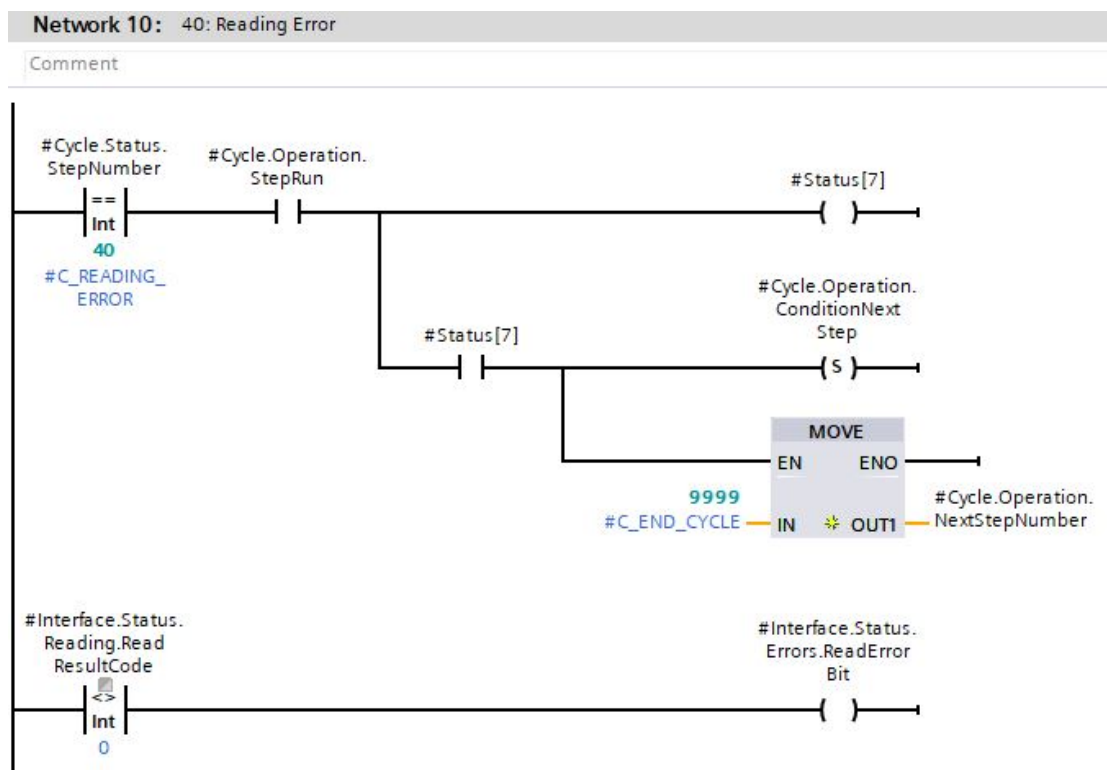 Network 10: 40: Reading Error
Comment
#Cycle.Status.
StepNumber
==
Int
40
#C_READING_
ERROR
#Cycle.Operation.
StepRun
#Status[7]
#Status[7]
#Cycle.Operation.
ConditionNext
Step
S
MOVE
EN ENO
9999
#C_END_CYCLE
IN OUT1
#Cycle.Operation.
NextStepNumber
#Interface.Status.
Reading.Read
ResultCode
<>
Int
0
#Interface.Status.
Errors.ReadError
Bit